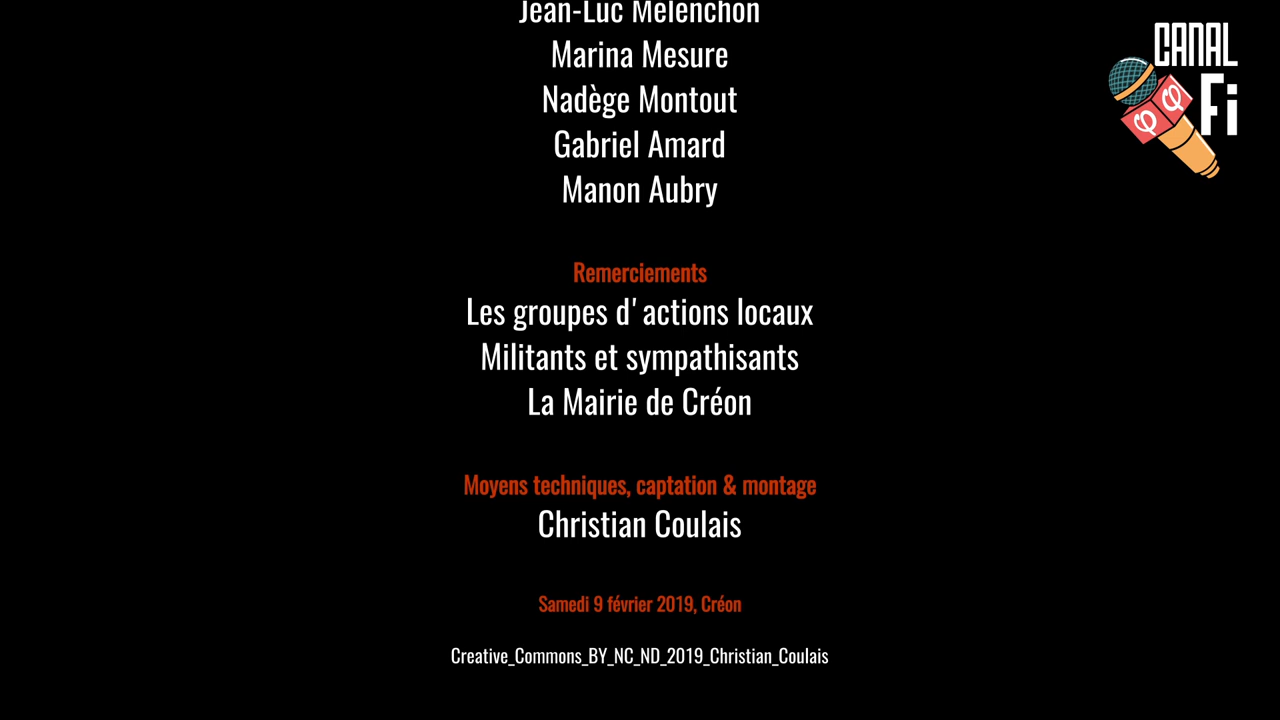 Jean-Luc Mélenchon
Marina Mesure
Nadège Montout
Gabriel Amard
Manon Aubry
Remerciements
Les groupes d'actions locaux
Militants et sympathisants
La Mairie de Créon
Moyens techniques, captation & montage
Christian Coulais
Samedi 9 février 2019, Créon
Creative_Commons_BY_NC_ND_2019_Christian_Coulais
CANAL
Fi
φ φ